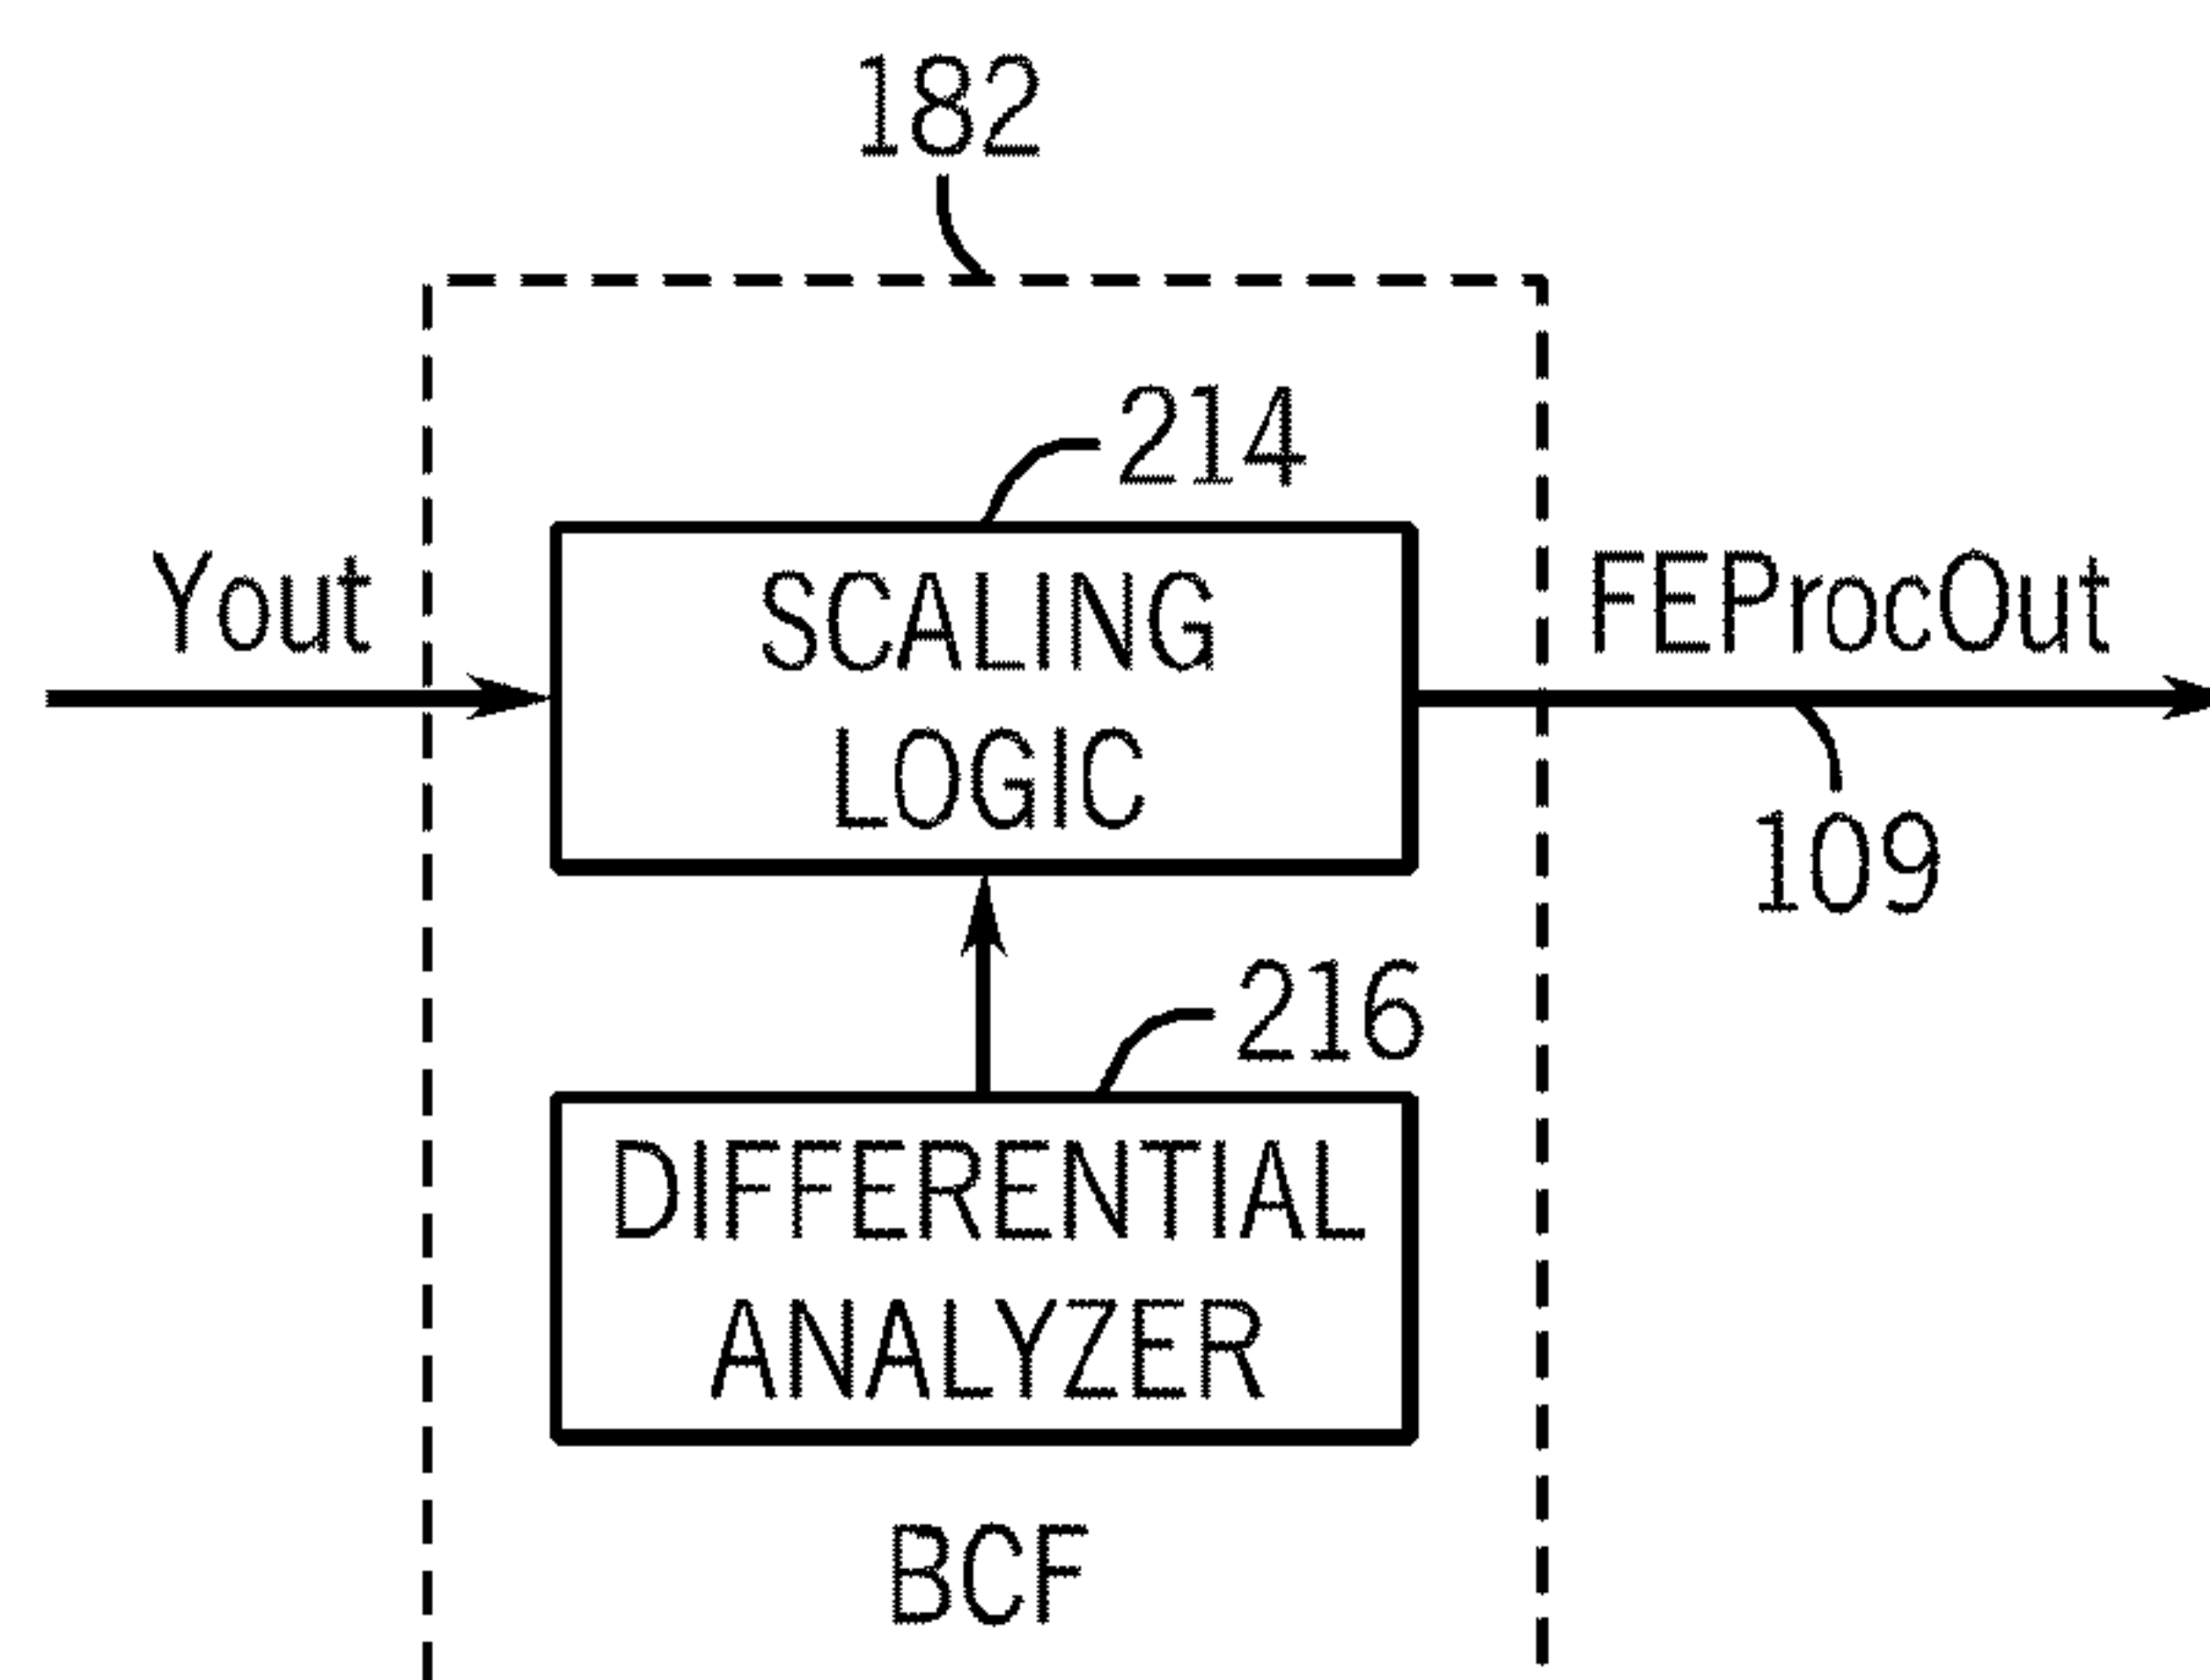 182
214
Yout
SCALING
LOGIC
FEProcOut
109
216
DIFFERENTIAL
ANALYZER
BCF